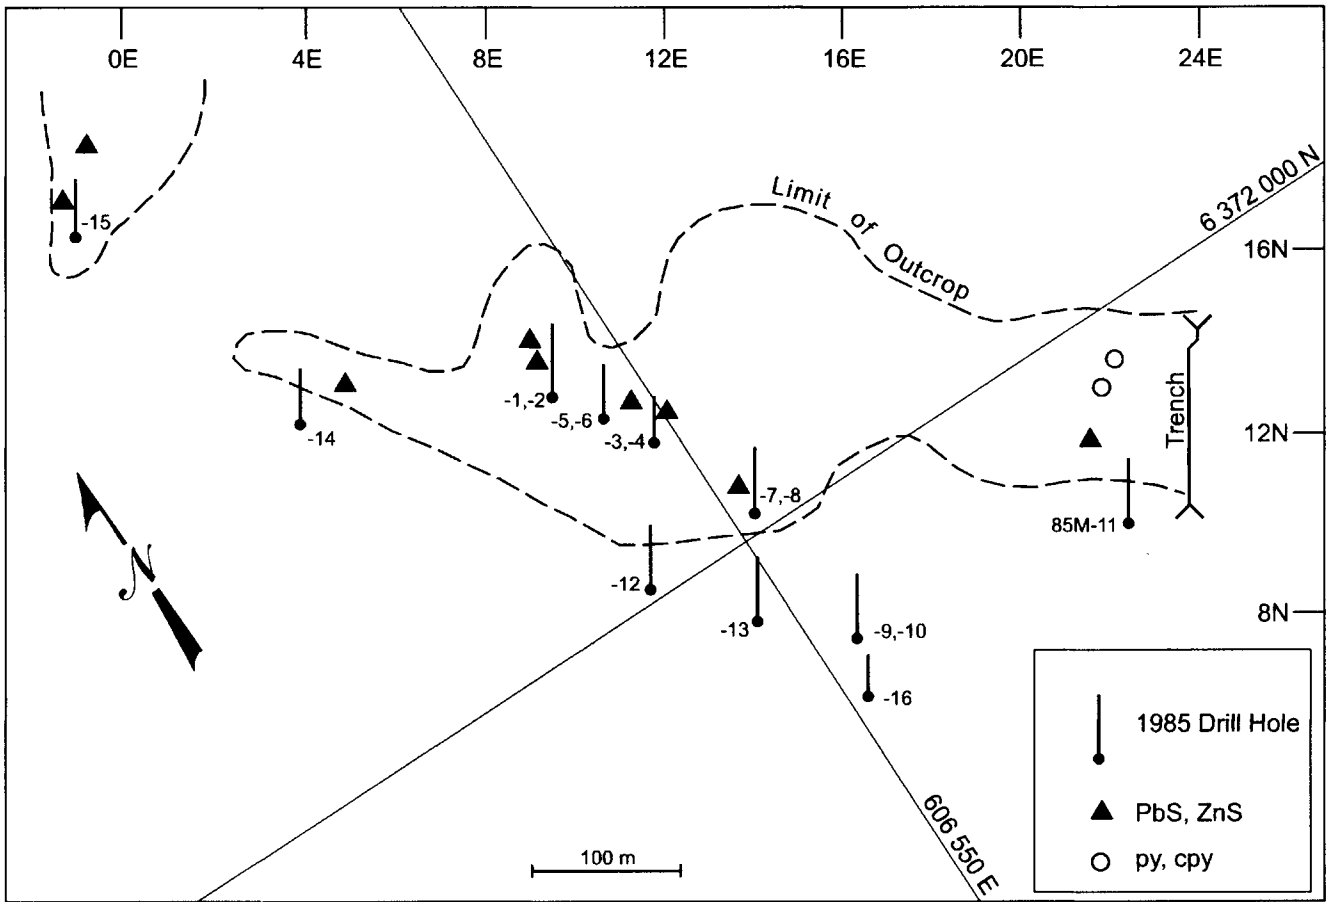 0E 4E 8E 12E 16E 20E 24E
6 372 000 N
Limit of Outcrop
-15
16N
-1,-2
-5,-6
-3,-4
-14
Trench
12N
-7,-8
85M-11
N
-12
-13
-9,-10
8N
-16
1985 Drill Hole
PbS, ZnS
py, cpy
606 550 E
100 m